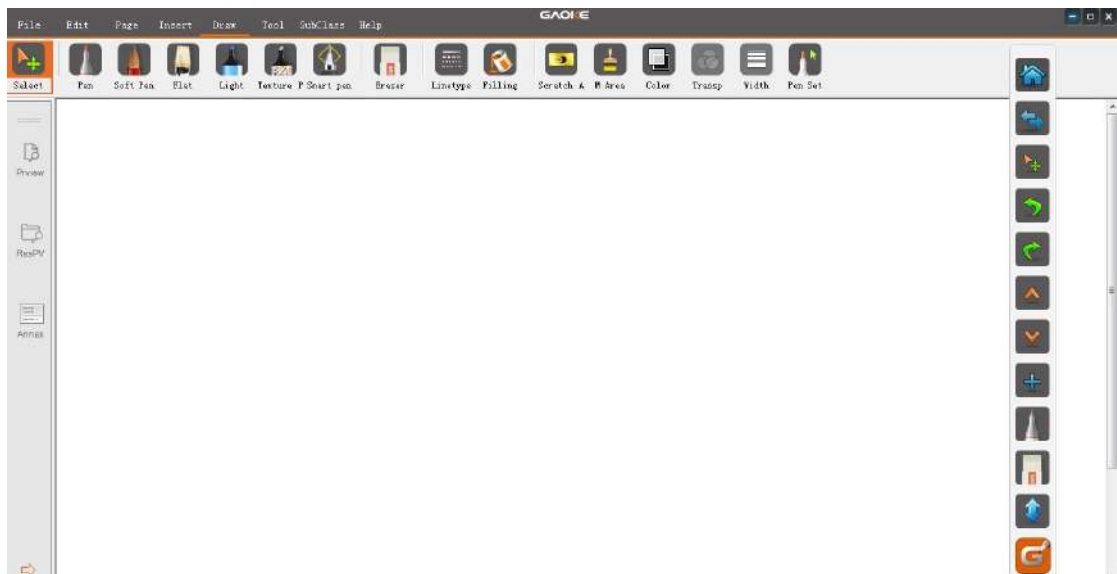 GAOKE
File Edit Page Insert Draw Tool SubClass Help
Select Pen Soft Pen Flat Light Texture P Smart pen Eraser Linetype Filling Scratch A M Area Color Transp Width Pen Set
Preview
ResPV
Annex